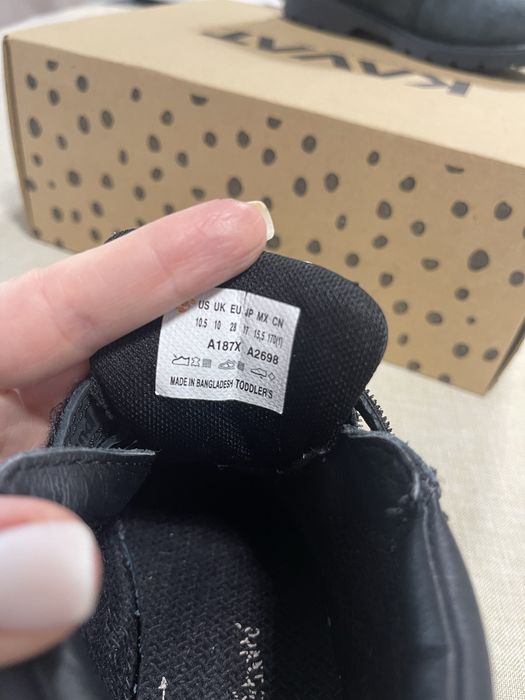 KAVAT
US UK EU JP MX CN
10.5 10 28 17 15.5 170(1)
A187X A2698
MADE IN BANGLADESH TODDLER'S